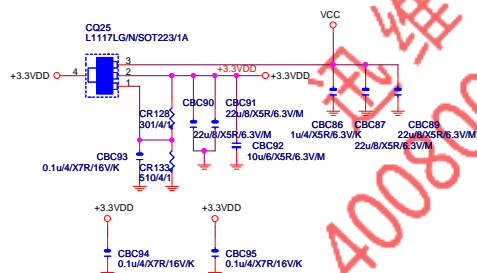 CQ25
L1117LG/N/SOT223/1A
VCC
+3.3VDD
4
3
2
1
+3.3VDD
+3.3VDD
CR128
301/4/1
CBC90
22u/8/X5R/6.3V/M
CBC91
22u/8/X5R/6.3V/M
CBC92
10u/6/X5R/6.3V/M
CBC86
1u/4/X5R/6.3V/K
CBC87
22u/8/X5R/6.3V/M
CBC89
22u/8/X5R/6.3V/M
CBC93
0.1u/4/X7R/16V/K
CR133
510/4/1
+3.3VDD
+3.3VDD
CBC94
0.1u/4/X7R/16V/K
CBC95
0.1u/4/X7R/16V/K
迅维
400800